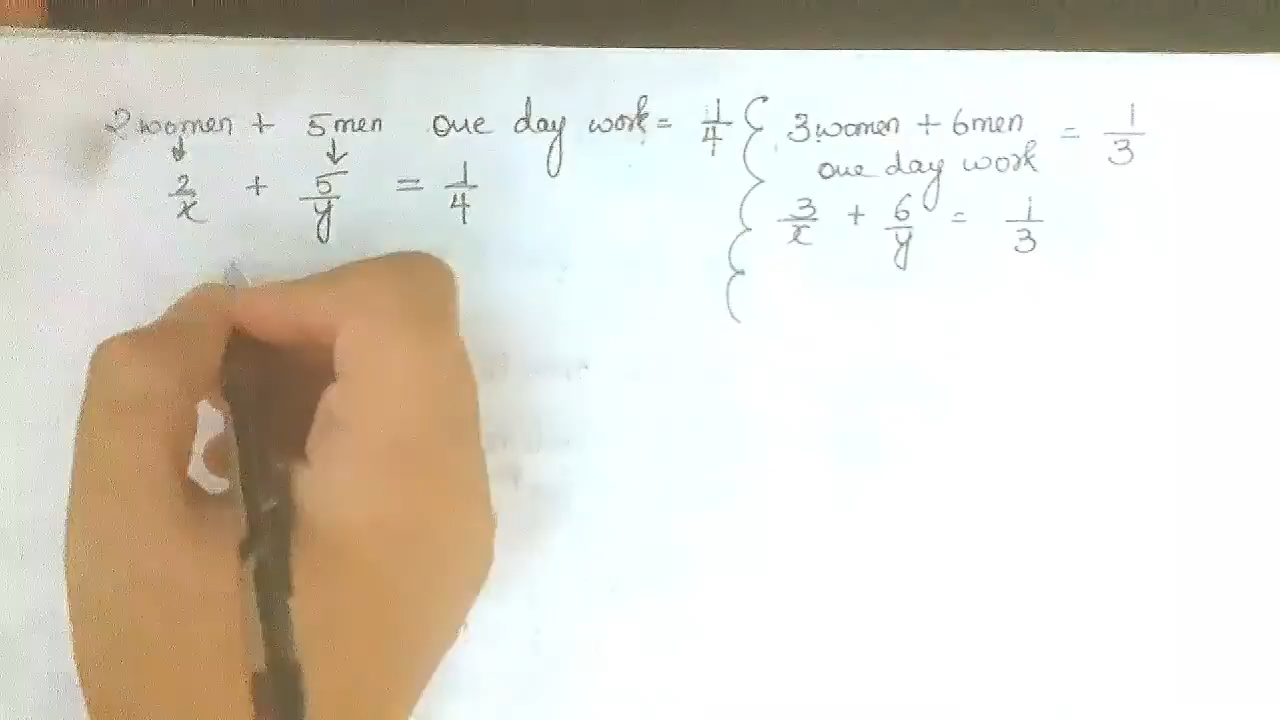 2 women + 5 men one day work = 1/4
2/x + 5/y = 1/4
3 women + 6 men = 1/3
one day work
3/x + 6/y = 1/3